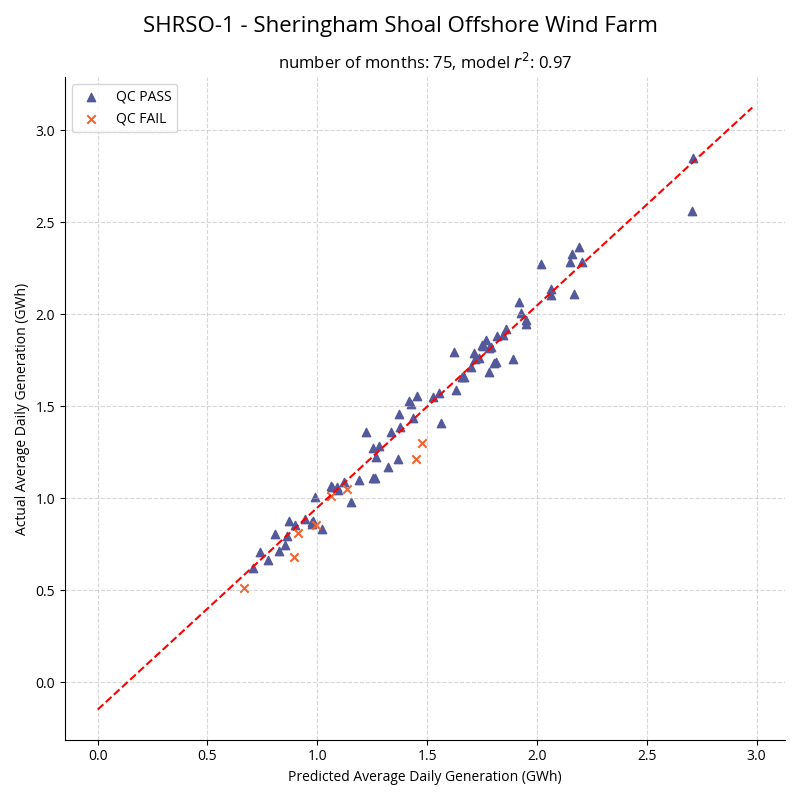 SHRSO-1 - Sheringham Shoal Offshore Wind Farm
number of months: 75, model r²: 0.97
QC PASS
QC FAIL
3.0
2.5
2.0
1.5
1.0
0.5
0.0
Actual Average Daily Generation (GWh)
0.0 0.5 1.0 1.5 2.0 2.5 3.0
Predicted Average Daily Generation (GWh)